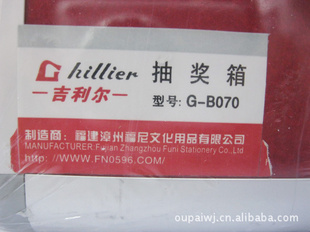 hillier 抽奖箱
一吉利尔一 型号: G-B070
制造商: 福建漳州福尼文化用品有限公司
MANUFACTURER:Fujian Zhangzhou Funi Stationery Co.,Ltd
http: //WWW.FN0596. COM/
oupaiwj.cn.alibaba.com